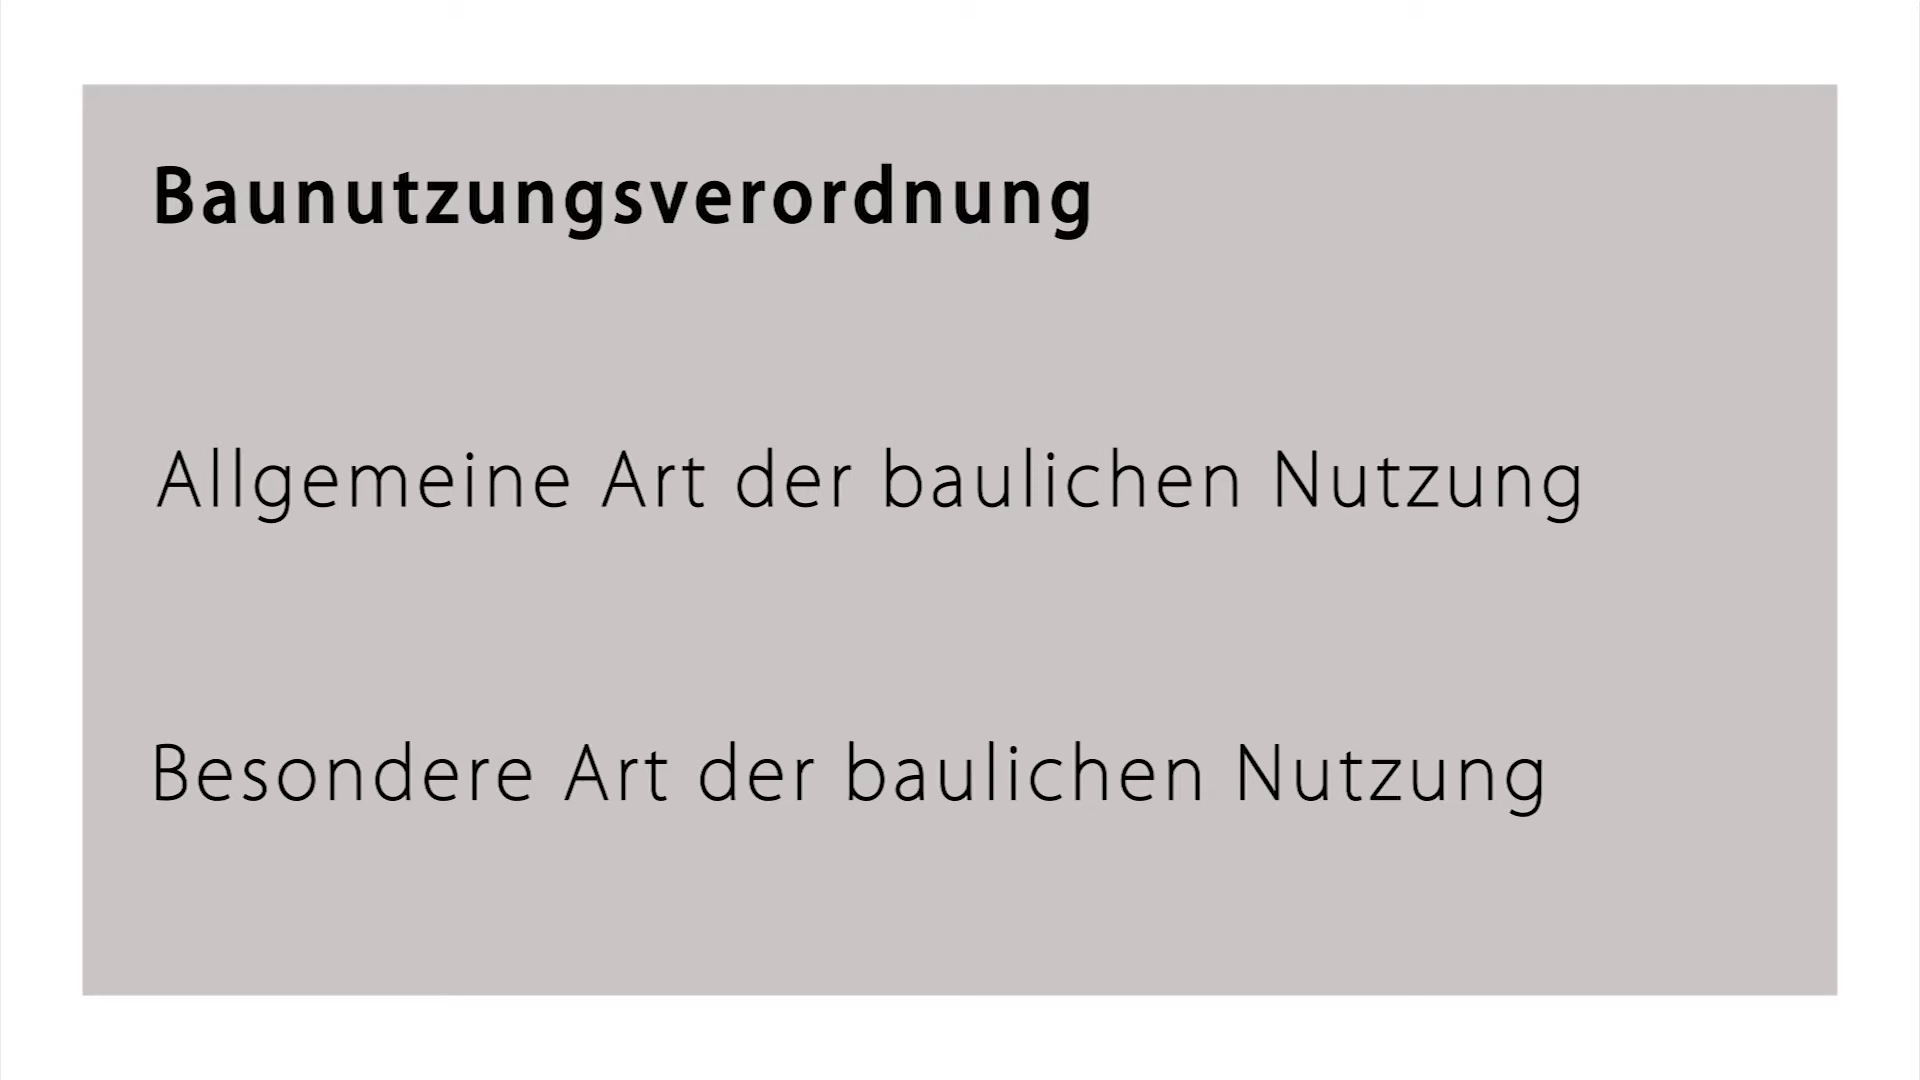 Baunutzungsverordnung
Allgemeine Art der baulichen Nutzung
Besondere Art der baulichen Nutzung